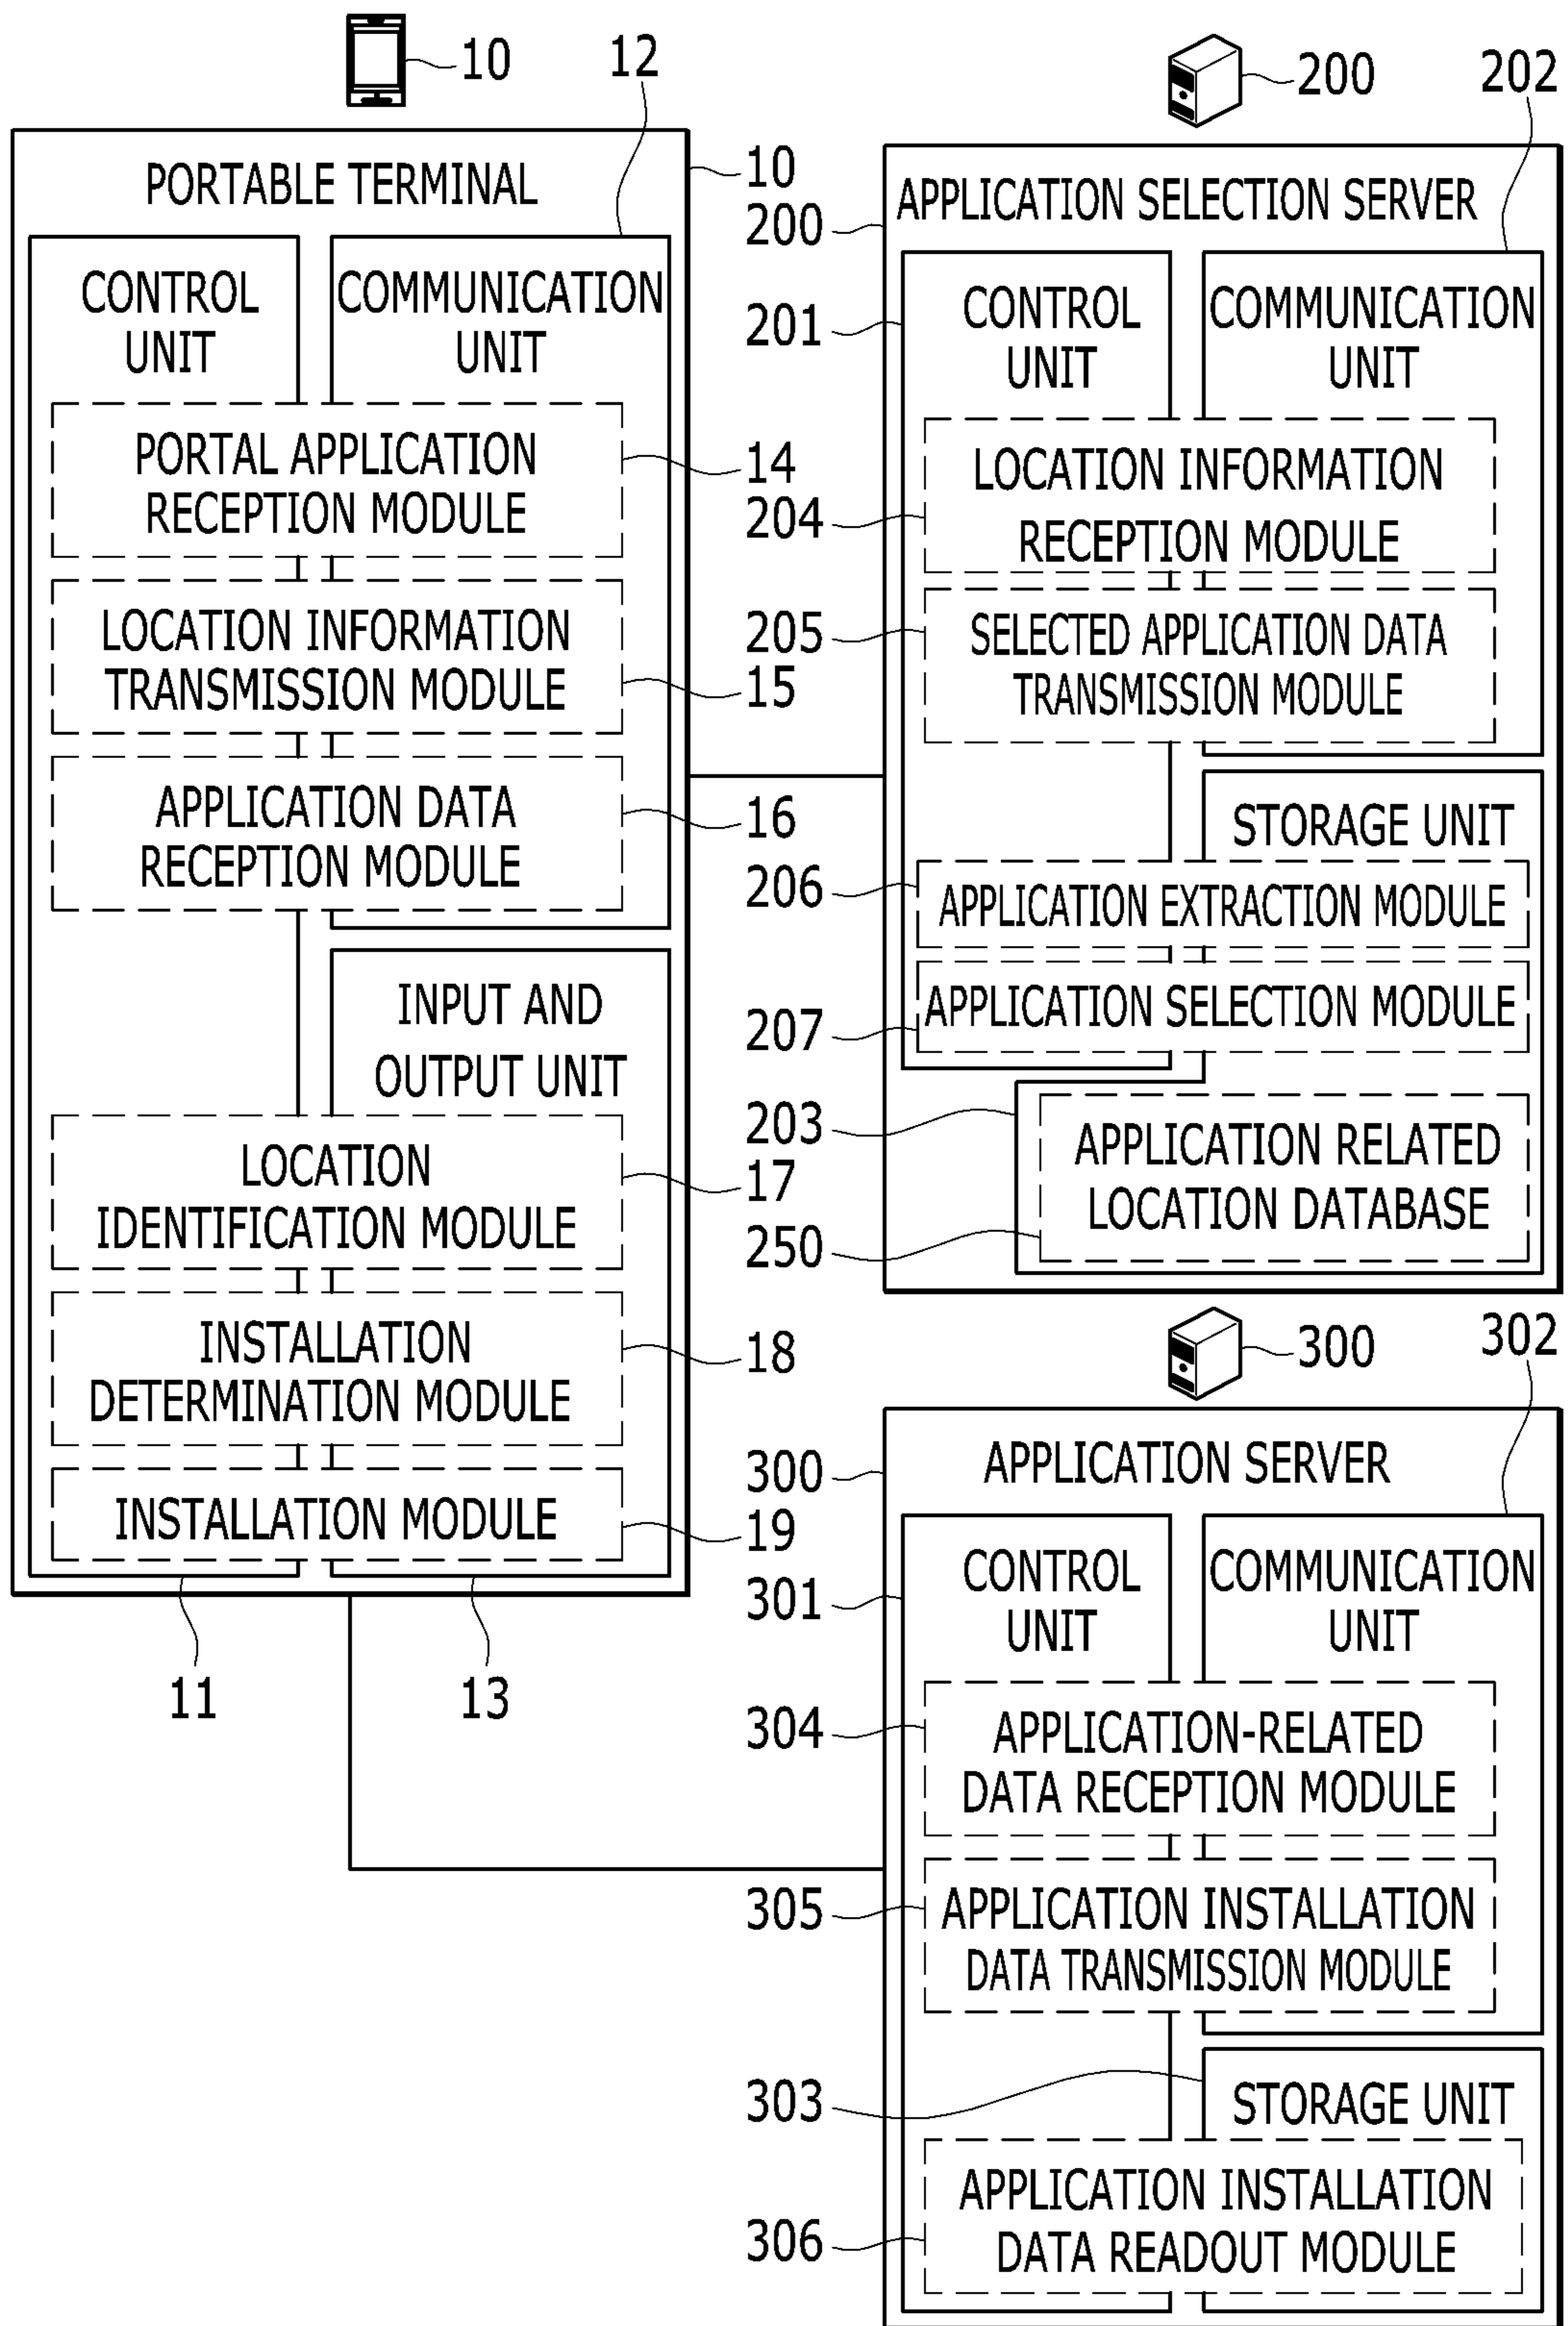 10
12
PORTABLE TERMINAL
10
CONTROL
UNIT
COMMUNICATION
UNIT
PORTAL APPLICATION
RECEPTION MODULE
14
LOCATION INFORMATION
TRANSMISSION MODULE
15
APPLICATION DATA
RECEPTION MODULE
16
INPUT AND
OUTPUT UNIT
LOCATION
IDENTIFICATION MODULE
17
INSTALLATION
DETERMINATION MODULE
18
INSTALLATION MODULE
19
11
13
200
202
APPLICATION SELECTION SERVER
200
201
CONTROL
UNIT
COMMUNICATION
UNIT
LOCATION INFORMATION
RECEPTION MODULE
204
205
SELECTED APPLICATION DATA
TRANSMISSION MODULE
STORAGE UNIT
206
APPLICATION EXTRACTION MODULE
207
APPLICATION SELECTION MODULE
203
APPLICATION RELATED
LOCATION DATABASE
250
300
302
300
APPLICATION SERVER
301
CONTROL
UNIT
COMMUNICATION
UNIT
304
APPLICATION-RELATED
DATA RECEPTION MODULE
305
APPLICATION INSTALLATION
DATA TRANSMISSION MODULE
303
STORAGE UNIT
APPLICATION INSTALLATION
DATA READOUT MODULE
306